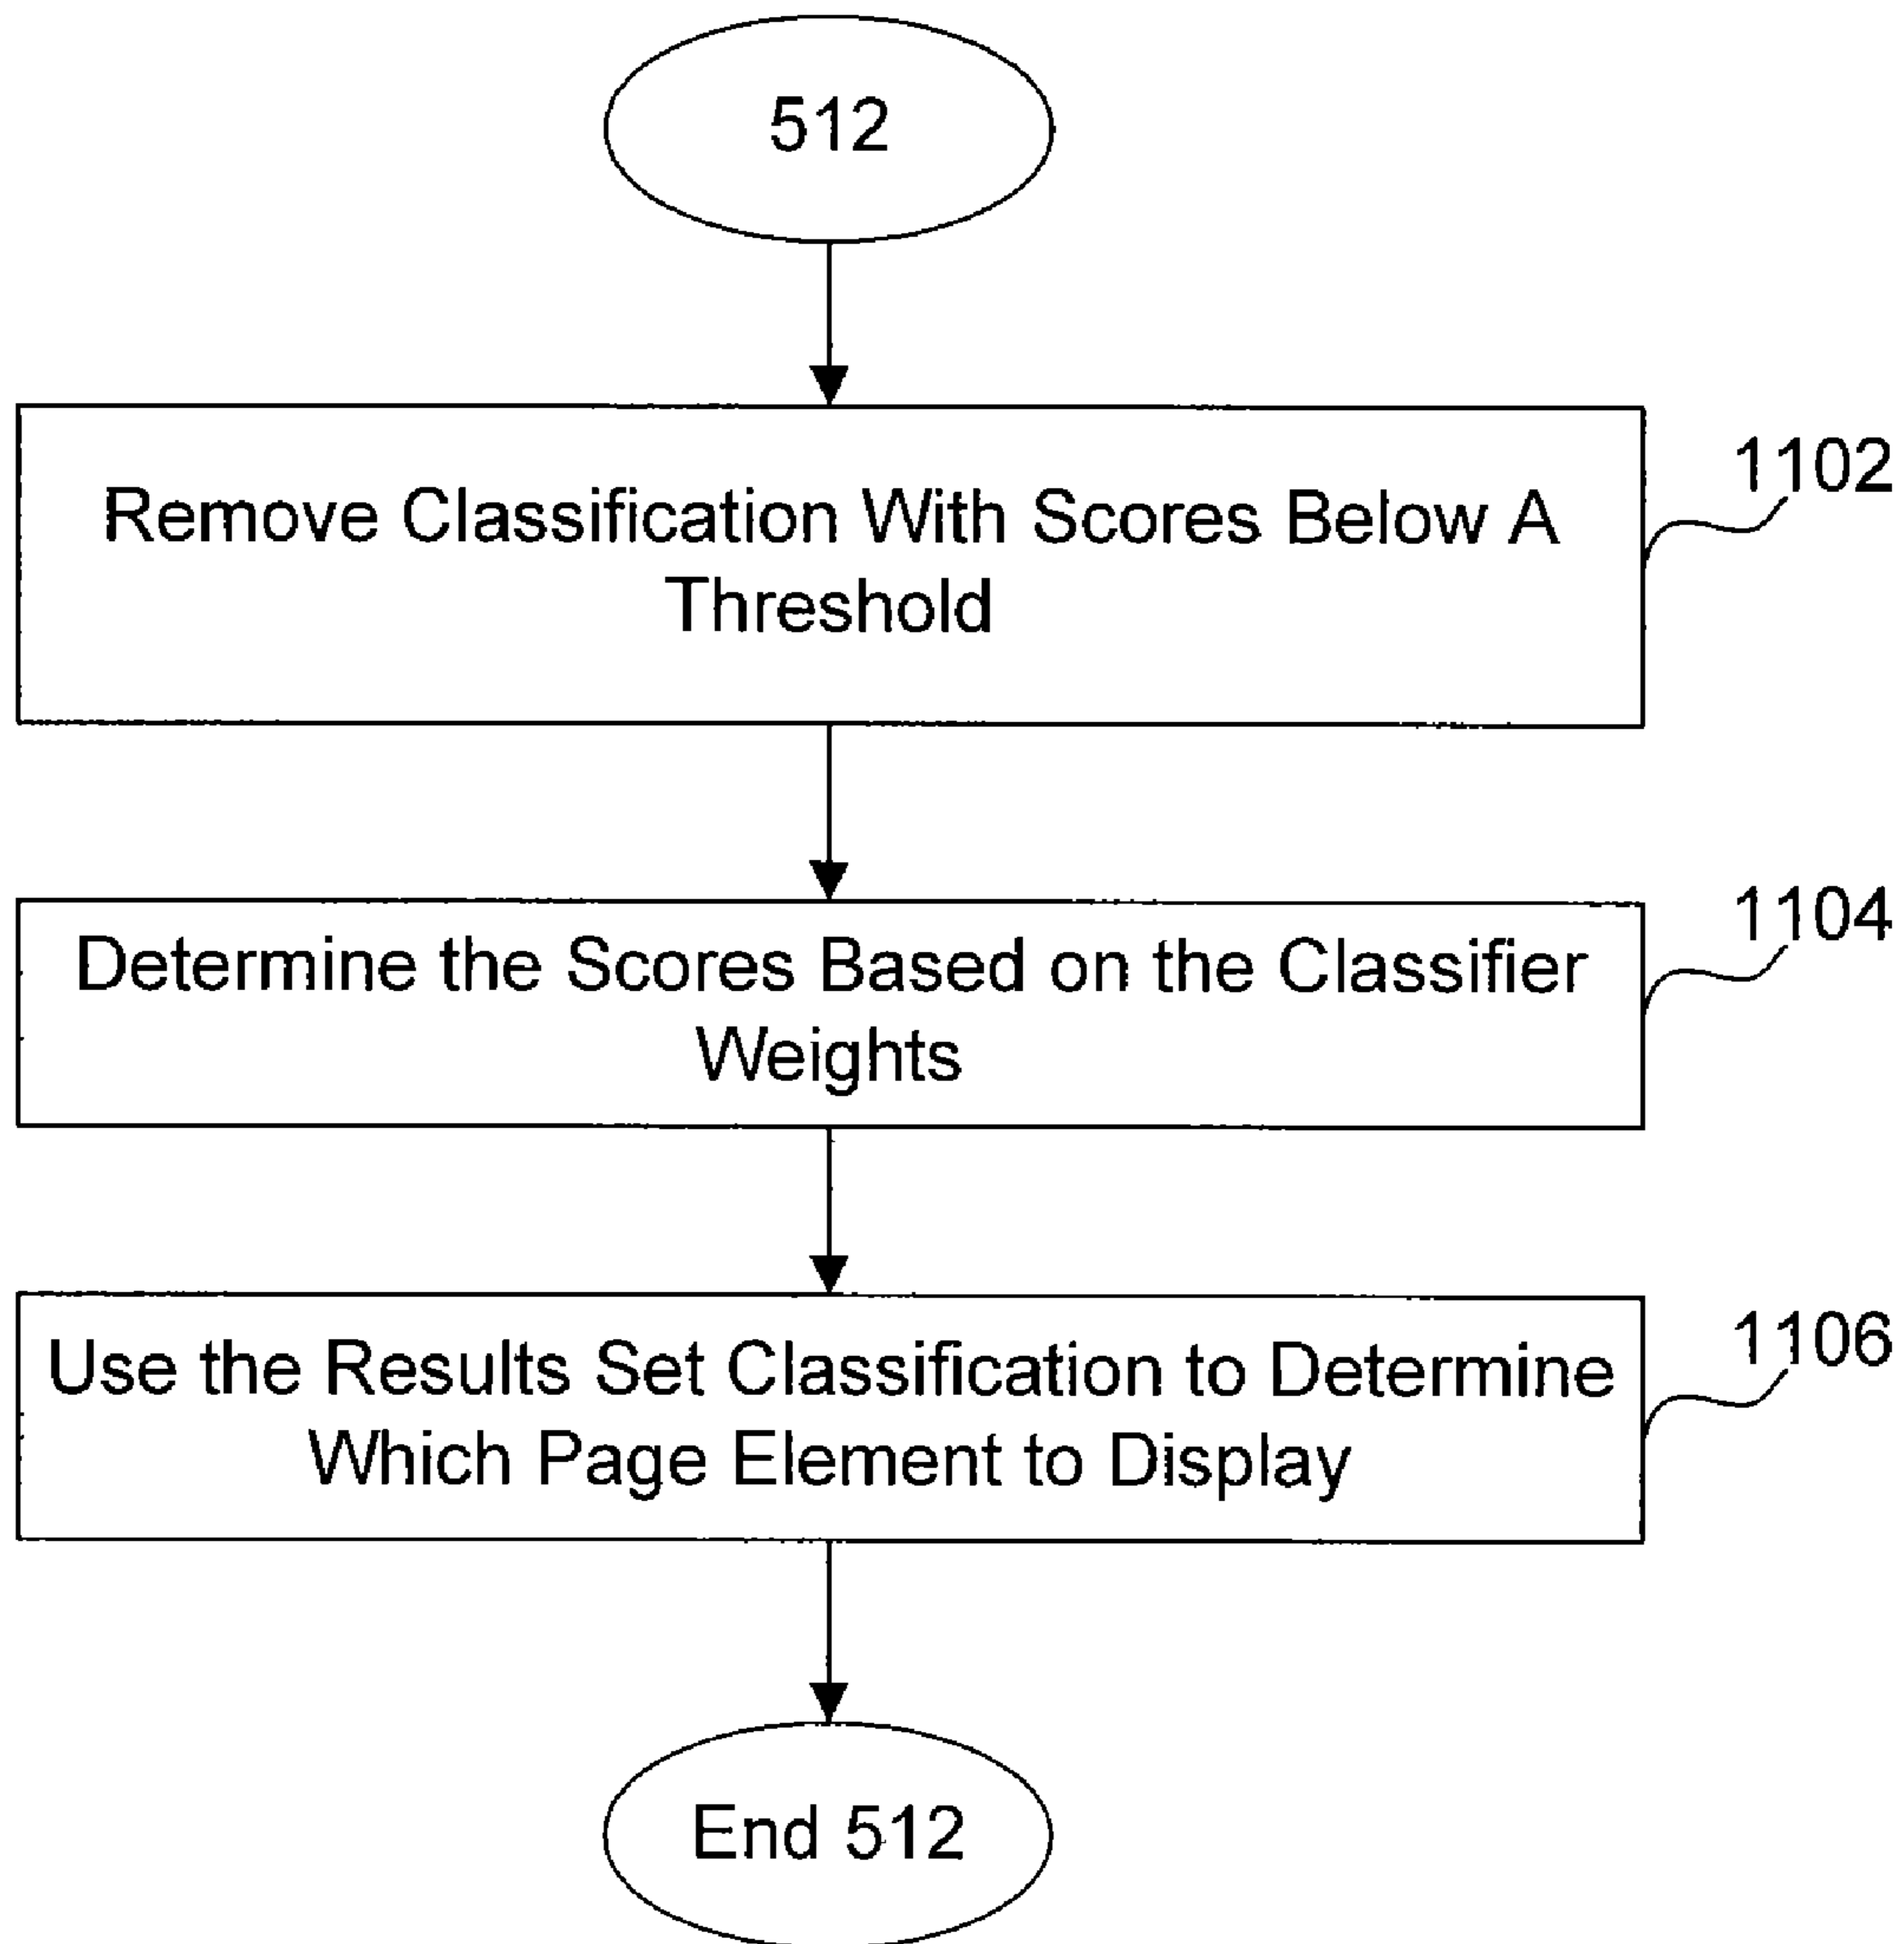 512
Remove Classification With Scores Below A
Threshold
1102
Determine the Scores Based on the Classifier
Weights
1104
Use the Results Set Classification to Determine
Which Page Element to Display
1106
End 512